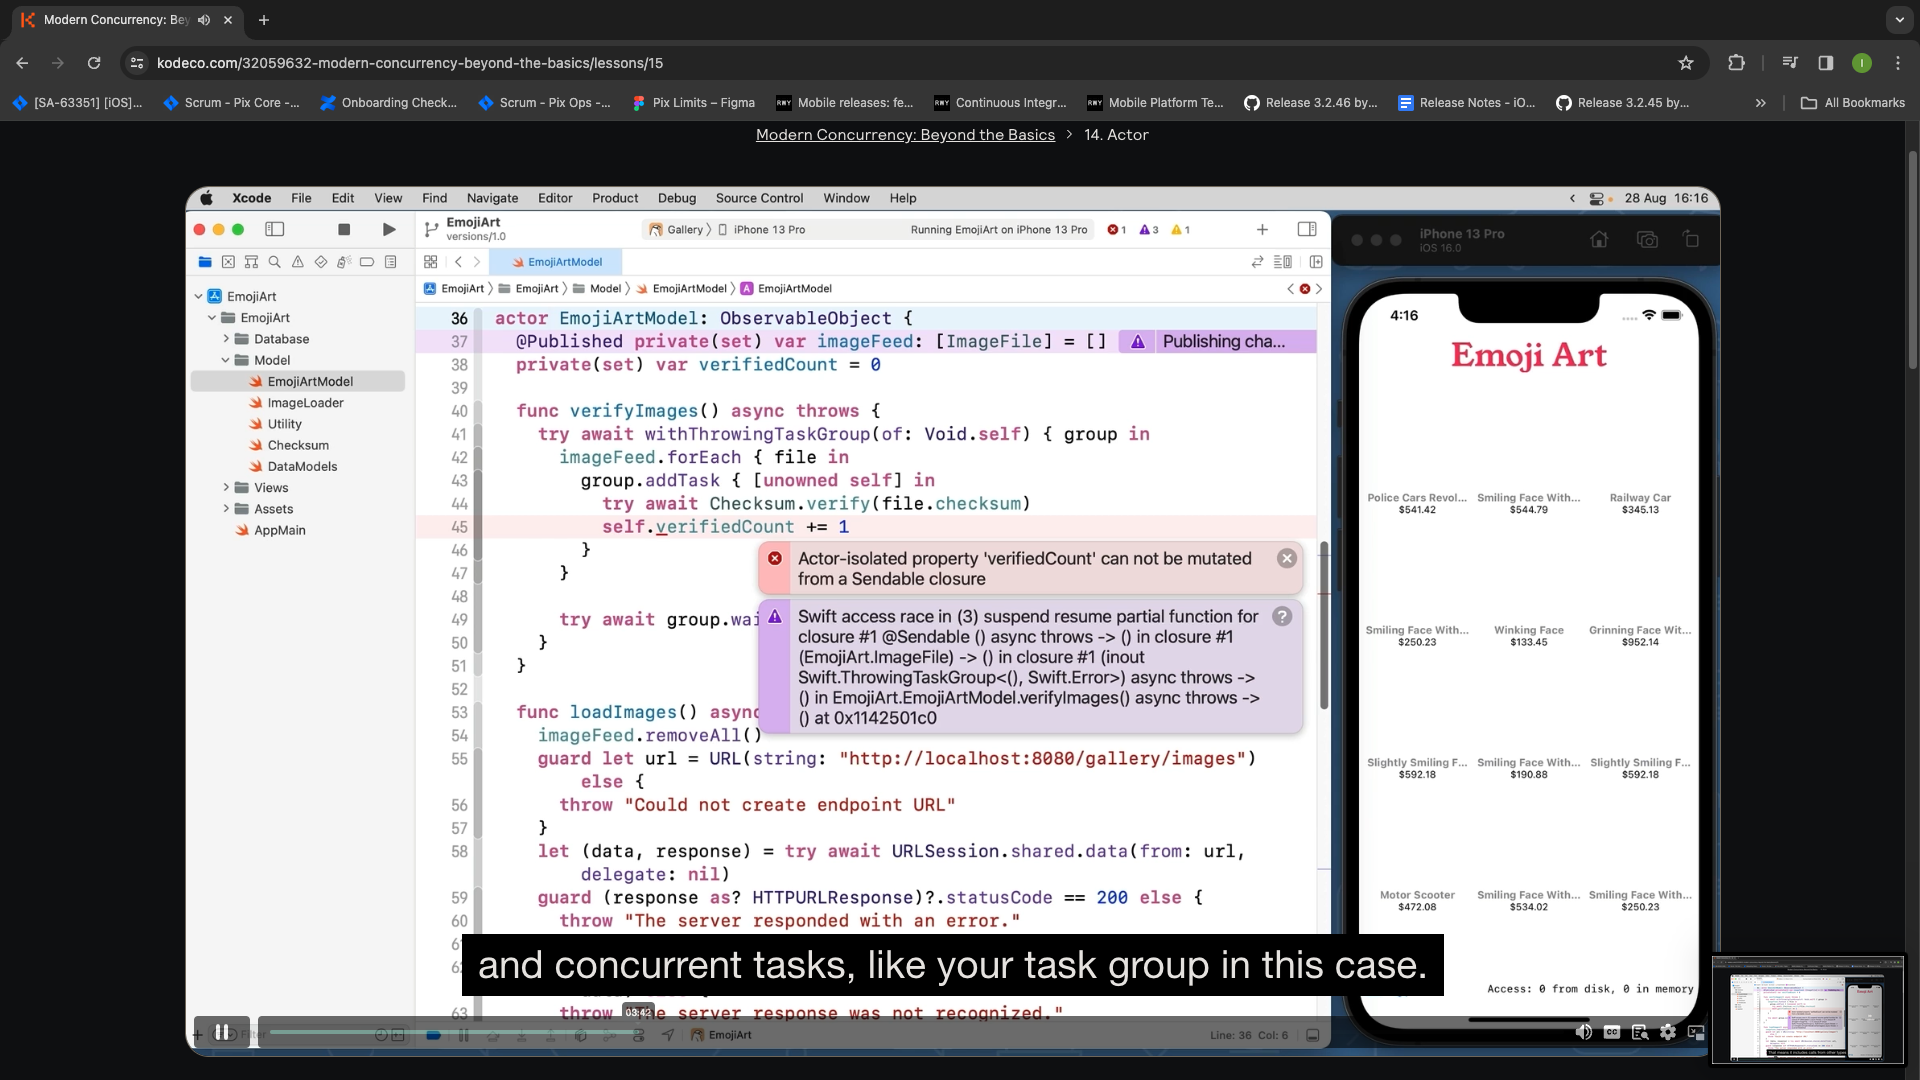 Modern Concurrency: Bey
kodeco.com/32059632-modern-concurrency-beyond-the-basics/lessons/15
I
[SA-63351] [iOS]...
Scrum - Pix Core -...
Onboarding Check...
Scrum - Pix Ops -...
Pix Limits – Figma
RWY
Mobile releases: fe...
RWY
Continuous Integr...
RWY
Mobile Platform Te...
Release 3.2.46 by...
Release Notes - iO...
Release 3.2.45 by...
All Bookmarks
Modern Concurrency: Beyond the Basics > 14. Actor
Xcode File Edit View Find Navigate Editor Product Debug Source Control Window Help
28 Aug 16:16
EmojiArt
versions/1.0
Gallery
iPhone 13 Pro
Running EmojiArt on iPhone 13 Pro
1
3
1
iPhone 13 Pro
iOS 16.0
EmojiArtModel
EmojiArt
EmojiArt
Model
EmojiArtModel
A EmojiArtModel
EmojiArt
EmojiArt
Database
Model
EmojiArtModel
ImageLoader
Utility
Checksum
DataModels
Views
Assets
AppMain
36 actor EmojiArtModel: ObservableObject {
37 @Published private(set) var imageFeed: [ImageFile] = []
Publishing cha...
38 private(set) var verifiedCount = 0
39
40 func verifyImages() async throws {
41 try await withThrowingTaskGroup(of: Void.self) { group in
42 imageFeed.forEach { file in
43 group.addTask { [unowned self] in
44 try await Checksum.verify(file.checksum)
45 self.verifiedCount += 1
46 }
47 }
48
49 try await group.wai
50 }
51 }
52
53 func loadImages() async
54 imageFeed.removeAll()
55 guard let url = URL(string: "http://localhost:8080/gallery/images")
else {
56 throw "Could not create endpoint URL"
57 }
58 let (data, response) = try await URLSession.shared.data(from: url,
delegate: nil)
59 guard (response as? HTTPURLResponse)?.statusCode == 200 else {
60 throw "The server responded with an error."
63 throw "The server response was not recognized."
Actor-isolated property 'verifiedCount' can not be mutated
from a Sendable closure
Swift access race in (3) suspend resume partial function for
closure #1 @Sendable () async throws -> () in closure #1
(EmojiArt.ImageFile) -> () in closure #1 (inout
Swift.ThrowingTaskGroup<(), Swift.Error>) async throws ->
() in EmojiArt.EmojiArtModel.verifyImages() async throws ->
() at 0x1142501c0
?
4:16
Emoji Art
Police Cars Revol... Smiling Face With... Railway Car
$541.42 $544.79 $345.13
Smiling Face With... Winking Face Grinning Face Wit...
$250.23 $133.45 $952.14
Slightly Smiling F... Smiling Face With... Slightly Smiling F...
$592.18 $190.88 $592.18
Motor Scooter Smiling Face With... Smiling Face With...
$472.08 $534.02 $250.23
Access: 0 from disk, 0 in memory
and concurrent tasks, like your task group in this case.
03:42
Filter
EmojiArt
Line: 36 Col: 6
CC